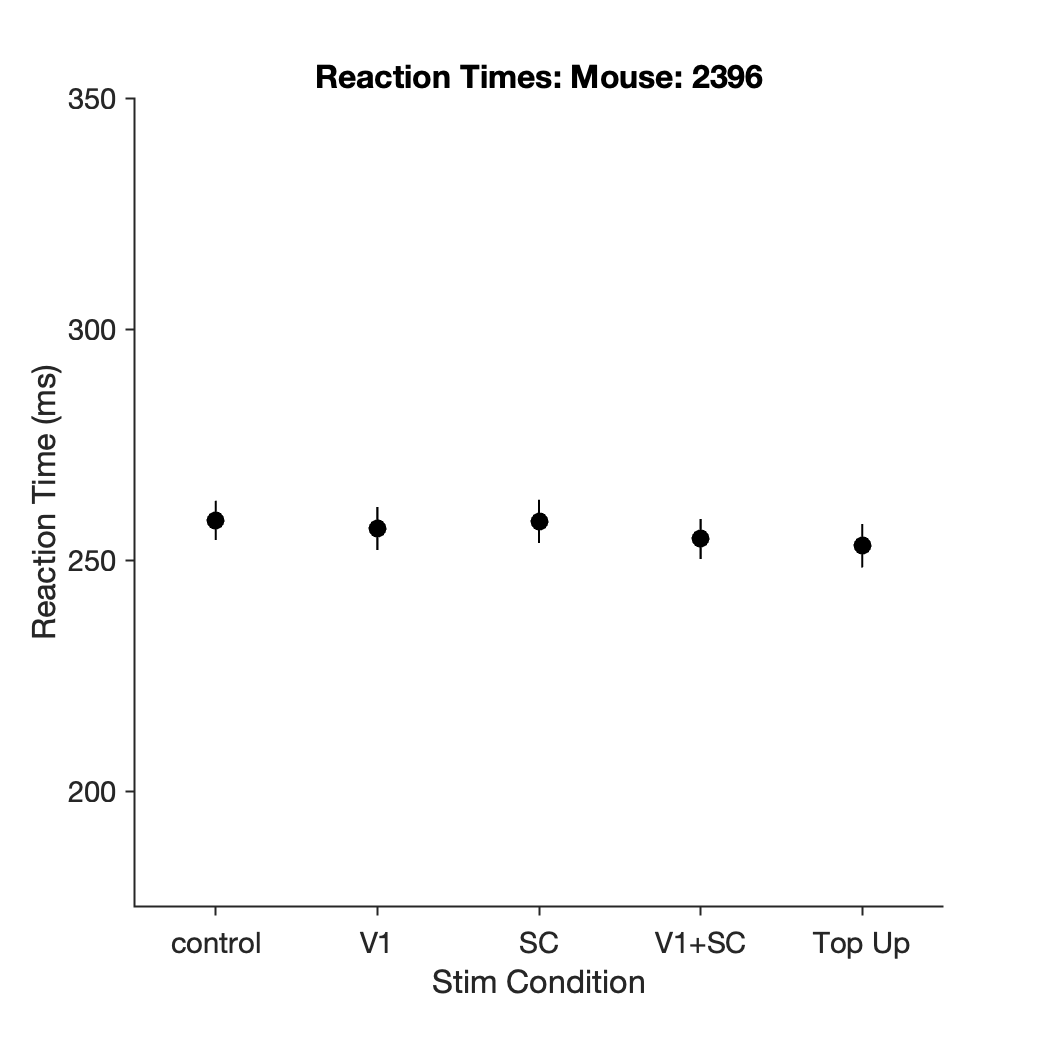 Reaction Times: Mouse: 2396
350
300
250
200
Reaction Time (ms)
control V1 SC V1+SC Top Up
Stim Condition